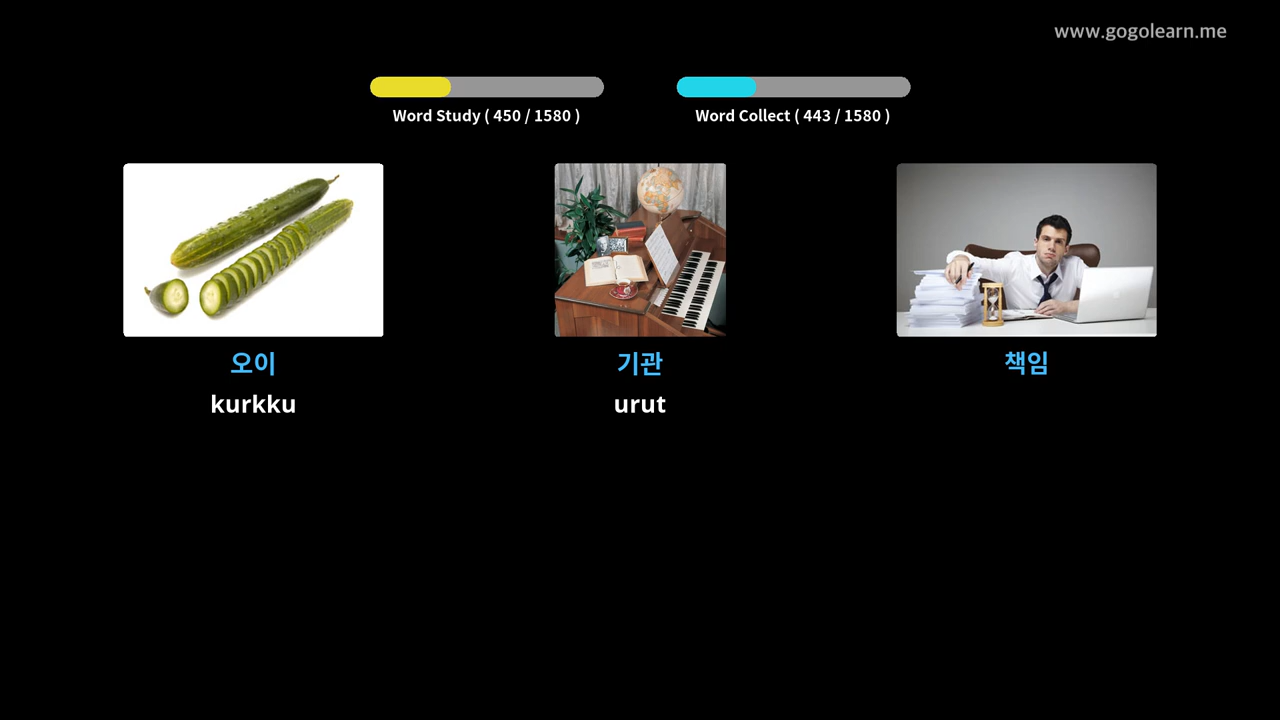 www.gogolearn.me
Word Study ( 450 / 1580 )
Word Collect ( 443 / 1580 )
오이
기관
책임
kurkku
urut